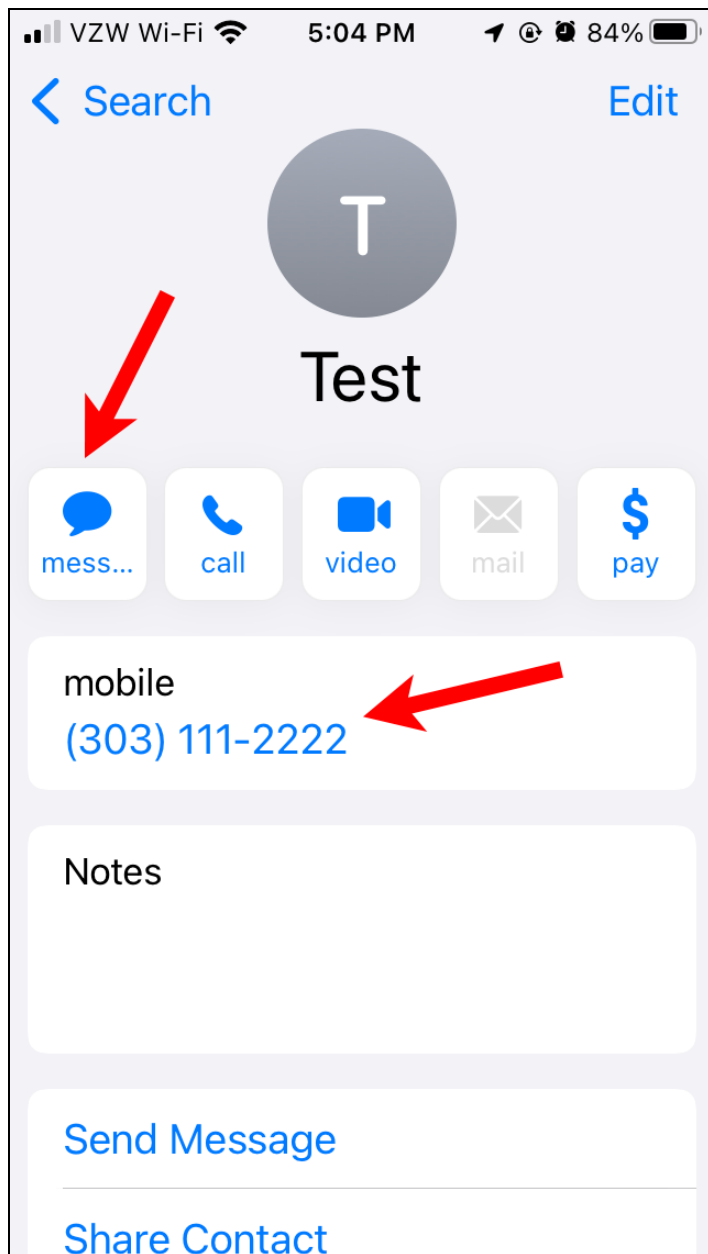 VZW Wi-Fi 5:04 PM 84%
Search Edit
T
Test
mess... call video mail $ pay
mobile
(303) 111-2222
Notes
Send Message
Share Contact